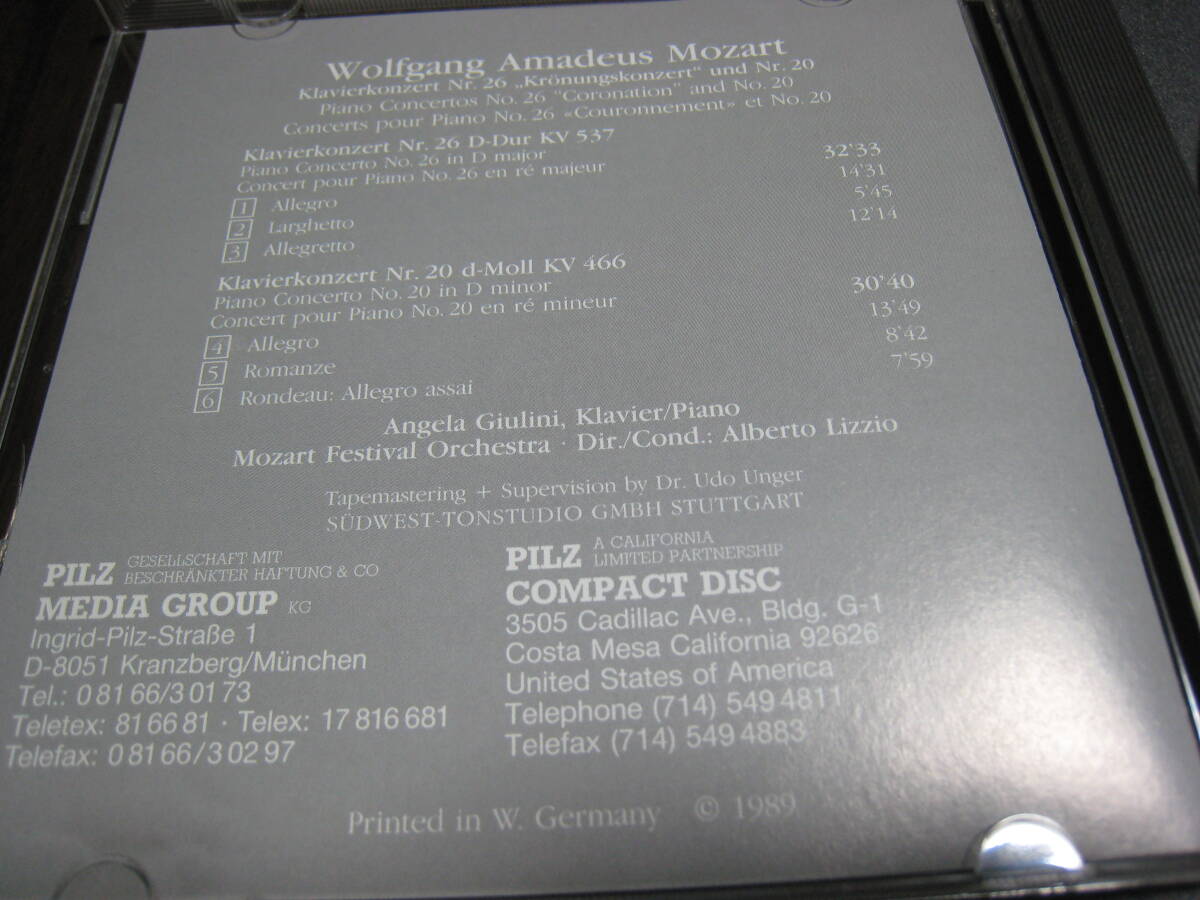 Wolfgang Amadeus Mozart
Klavierkonzert Nr. 26 „Krönungskonzert“ und Nr. 20
Piano Concertos No. 26 "Coronation" and No. 20
Concerts pour Piano No. 26 «Couronnement» et No. 20
Klavierkonzert Nr. 26 D-Dur KV 537
Piano Concerto No. 26 in D major 32'33
Concert pour Piano No. 26 en ré majeur
1 Allegro 14'31
2 Larghetto 5'45
3 Allegretto 12'14
Klavierkonzert Nr. 20 d-Moll KV 466
Piano Concerto No. 20 in D minor 30'40
Concert pour Piano No. 20 en ré mineur
4 Allegro 13'49
5 Romanze 8'42
6 Rondeau: Allegro assai 7'59
Angela Giulini, Klavier/Piano
Mozart Festival Orchestra · Dir./Cond.: Alberto Lizzio
Tapemastering + Supervision by Dr. Udo Unger
SÜDWEST-TONSTUDIO GMBH STUTTGART
PILZ GESELLSCHAFT MIT
BESCHRÄNKTER HAFTUNG & CO
MEDIA GROUP KG
Ingrid-Pilz-Straße 1
D-8051 Kranzberg/München
Tel.: 0 81 66/3 01 73
Teletex: 81 66 81 · Telex: 17 816 681
Telefax: 0 81 66/3 02 97
PILZ A CALIFORNIA
LIMITED PARTNERSHIP
COMPACT DISC
3505 Cadillac Ave., Bldg. G-1
Costa Mesa California 92626
United States of America
Telephone (714) 549 4811
Telefax (714) 549 4883
Printed in W. Germany © 1989